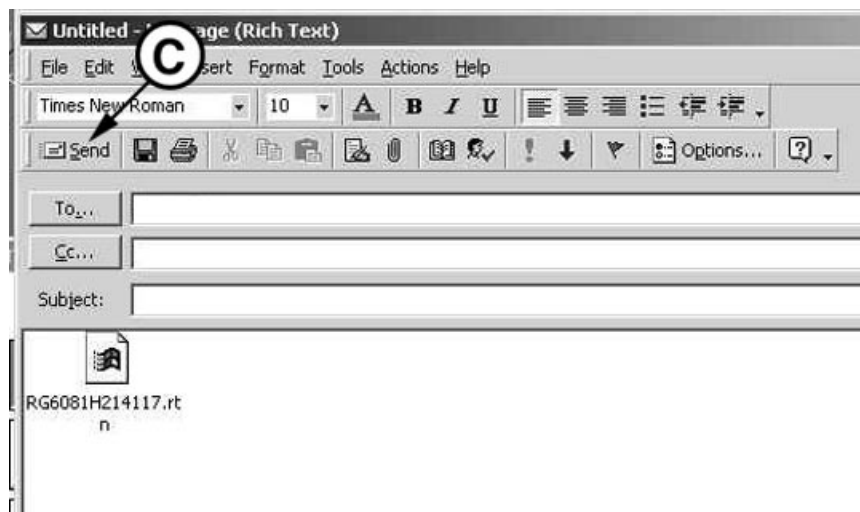 Untitled - age (Rich Text)
C
File Edit sert Format Tools Actions Help
Times New Roman 10 A B I U
Send Options...
To...
Cc...
Subject:
RG6081H214117.rt
n